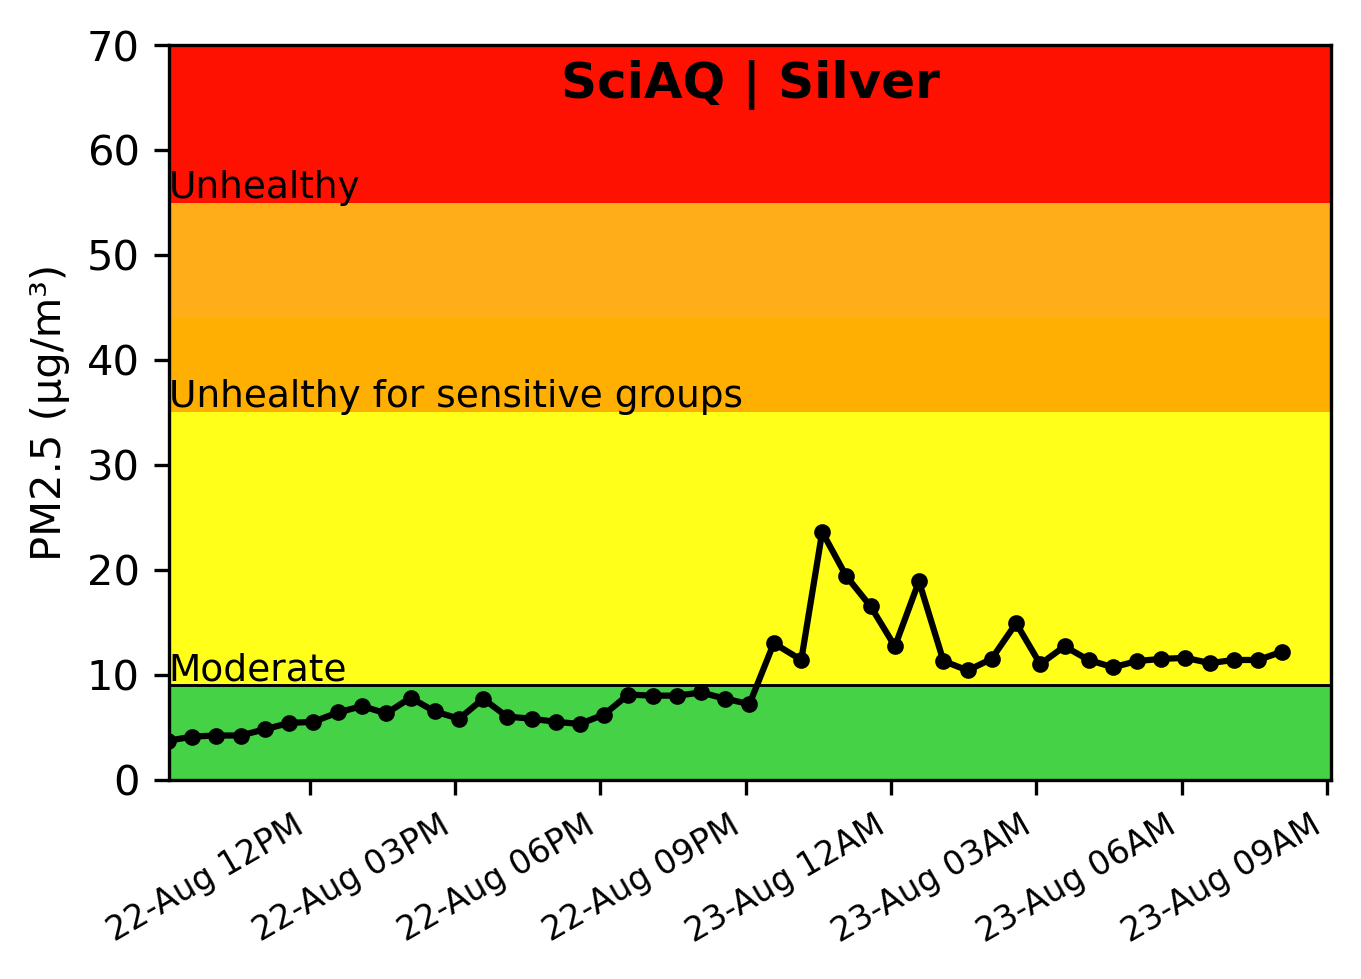 SciAQ | Silver
70
60
50
40
30
20
10
0
PM2.5 (µg/m³)
Unhealthy
Unhealthy for sensitive groups
Moderate
22-Aug 12PM
22-Aug 03PM
22-Aug 06PM
22-Aug 09PM
23-Aug 12AM
23-Aug 03AM
23-Aug 06AM
23-Aug 09AM